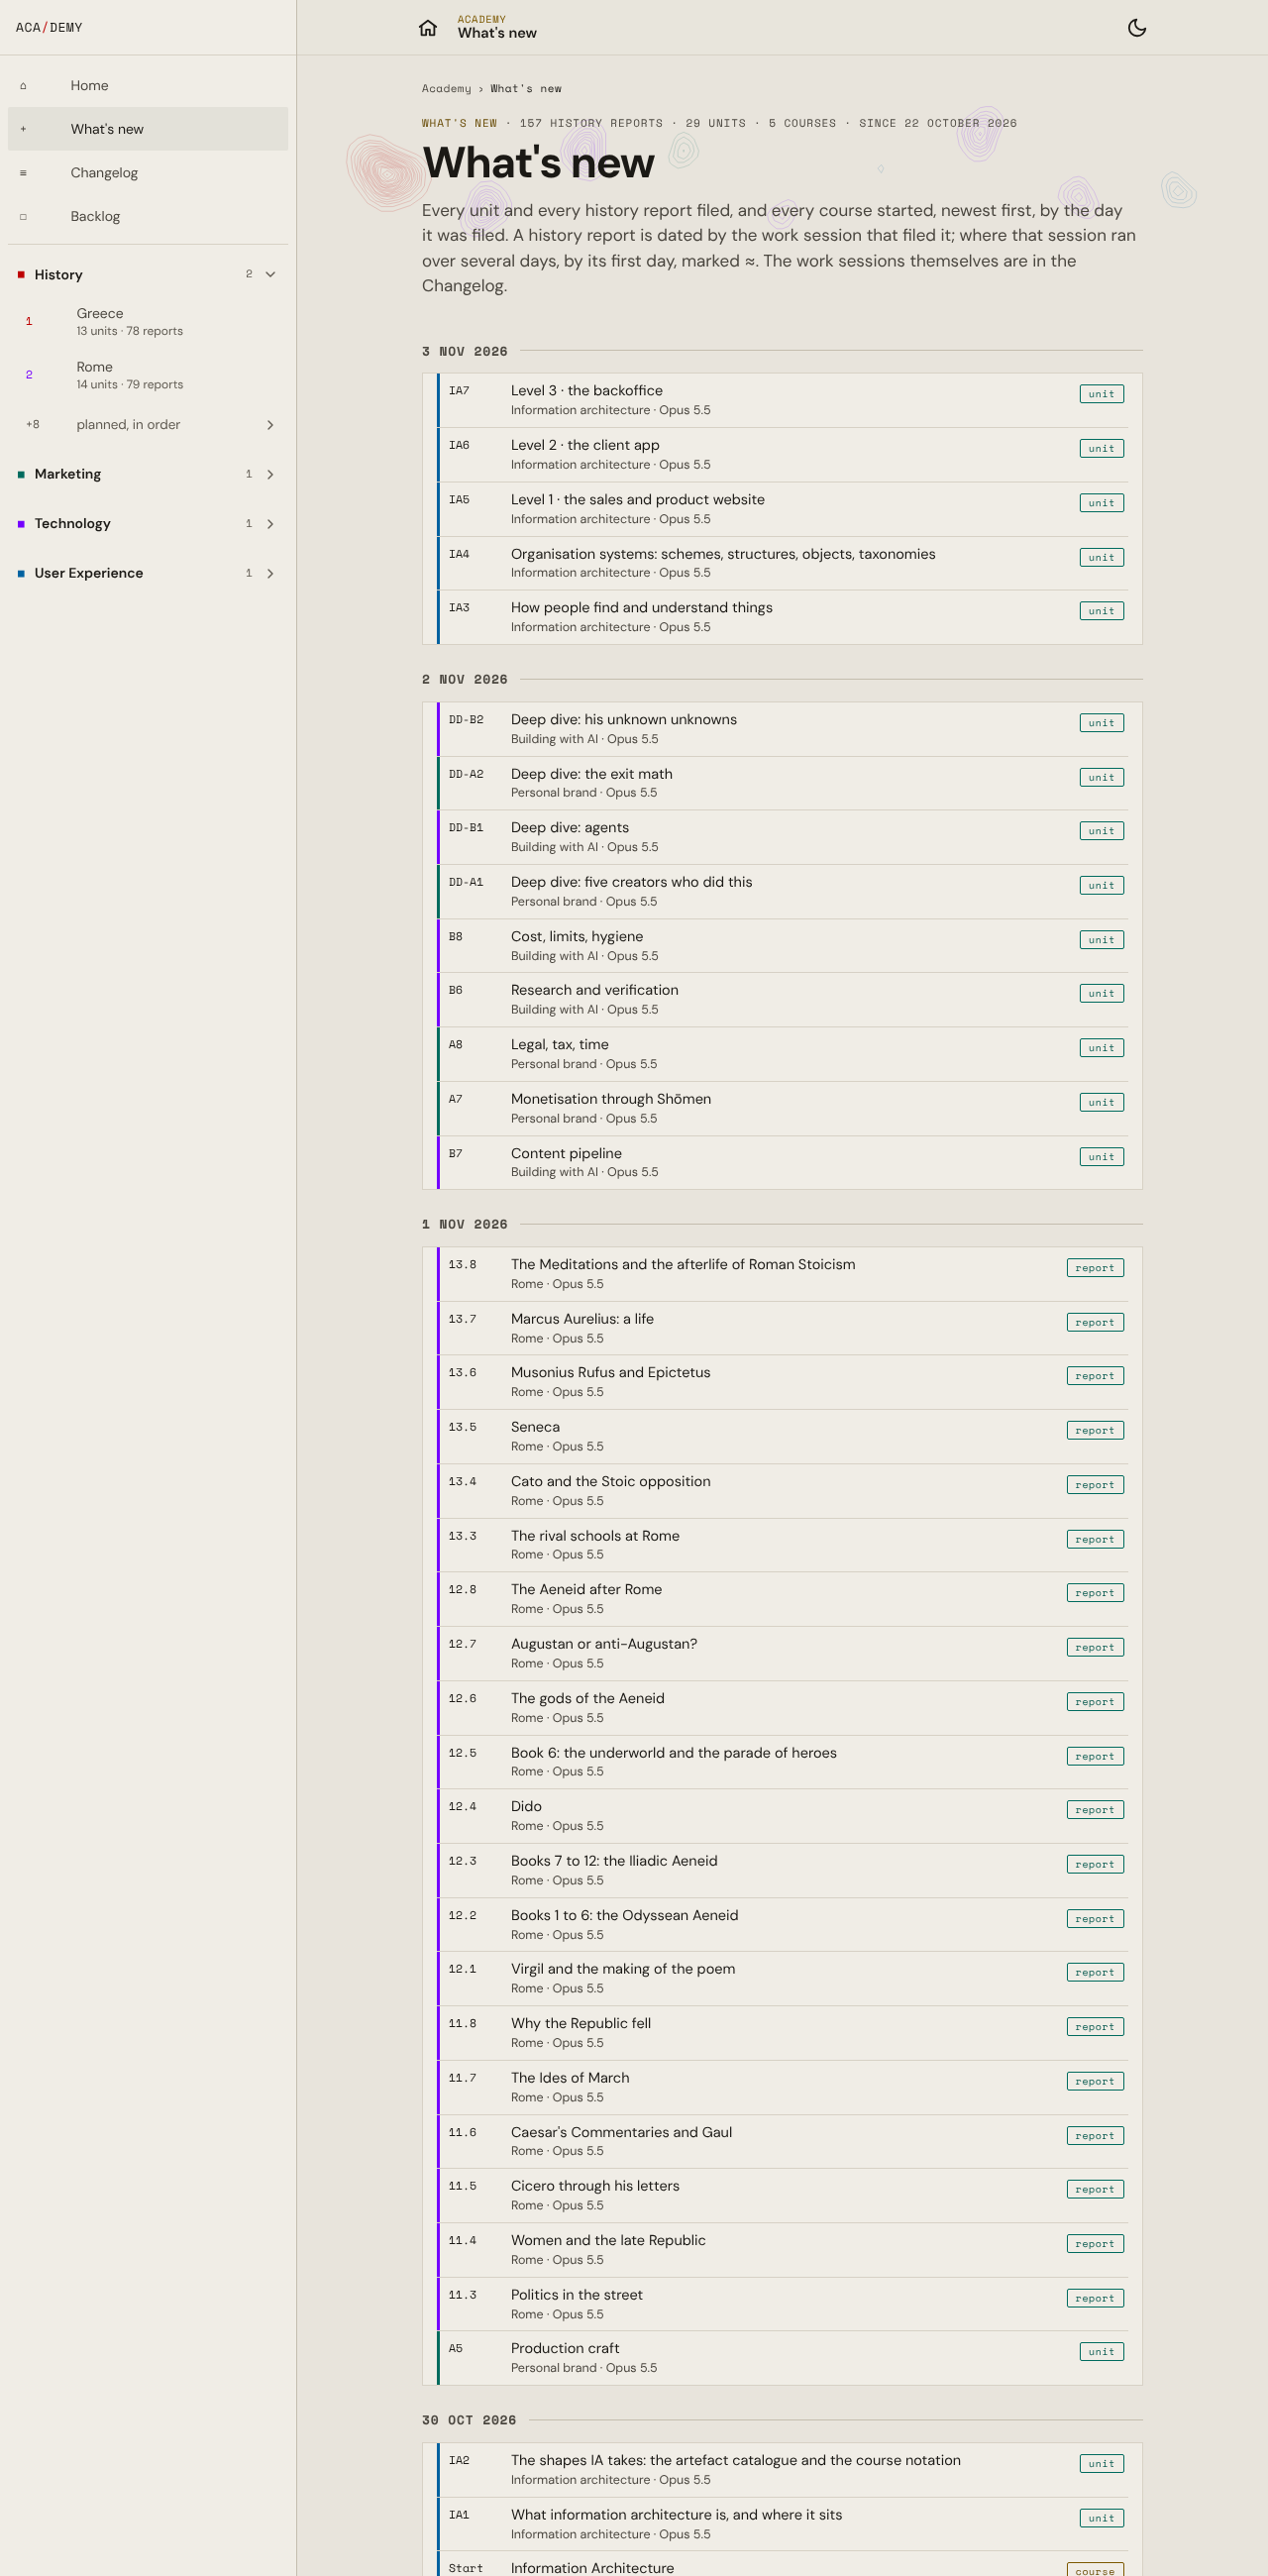 ACA/DEMY
Home
What's new
Changelog
Backlog
History 2
1 Greece
13 units · 78 reports
2 Rome
14 units · 79 reports
+8 planned, in order
Marketing 1
Technology 1
User Experience 1
ACADEMY
What's new
Academy › What's new
WHAT'S NEW · 157 HISTORY REPORTS · 29 UNITS · 5 COURSES · SINCE 22 OCTOBER 2026
What's new
Every unit and every history report filed, and every course started, newest first, by the day
it was filed. A history report is dated by the work session that filed it; where that session ran
over several days, by its first day, marked ≈. The work sessions themselves are in the
Changelog.
3 NOV 2026
IA7 Level 3 · the backoffice unit
Information architecture · Opus 5.5
IA6 Level 2 · the client app unit
Information architecture · Opus 5.5
IA5 Level 1 · the sales and product website unit
Information architecture · Opus 5.5
IA4 Organisation systems: schemes, structures, objects, taxonomies unit
Information architecture · Opus 5.5
IA3 How people find and understand things unit
Information architecture · Opus 5.5
2 NOV 2026
DD-B2 Deep dive: his unknown unknowns unit
Building with AI · Opus 5.5
DD-A2 Deep dive: the exit math unit
Personal brand · Opus 5.5
DD-B1 Deep dive: agents unit
Building with AI · Opus 5.5
DD-A1 Deep dive: five creators who did this unit
Personal brand · Opus 5.5
B8 Cost, limits, hygiene unit
Building with AI · Opus 5.5
B6 Research and verification unit
Building with AI · Opus 5.5
A8 Legal, tax, time unit
Personal brand · Opus 5.5
A7 Monetisation through Shōmen unit
Personal brand · Opus 5.5
B7 Content pipeline unit
Building with AI · Opus 5.5
1 NOV 2026
13.8 The Meditations and the afterlife of Roman Stoicism report
Rome · Opus 5.5
13.7 Marcus Aurelius: a life report
Rome · Opus 5.5
13.6 Musonius Rufus and Epictetus report
Rome · Opus 5.5
13.5 Seneca report
Rome · Opus 5.5
13.4 Cato and the Stoic opposition report
Rome · Opus 5.5
13.3 The rival schools at Rome report
Rome · Opus 5.5
12.8 The Aeneid after Rome report
Rome · Opus 5.5
12.7 Augustan or anti-Augustan? report
Rome · Opus 5.5
12.6 The gods of the Aeneid report
Rome · Opus 5.5
12.5 Book 6: the underworld and the parade of heroes report
Rome · Opus 5.5
12.4 Dido report
Rome · Opus 5.5
12.3 Books 7 to 12: the Iliadic Aeneid report
Rome · Opus 5.5
12.2 Books 1 to 6: the Odyssean Aeneid report
Rome · Opus 5.5
12.1 Virgil and the making of the poem report
Rome · Opus 5.5
11.8 Why the Republic fell report
Rome · Opus 5.5
11.7 The Ides of March report
Rome · Opus 5.5
11.6 Caesar's Commentaries and Gaul report
Rome · Opus 5.5
11.5 Cicero through his letters report
Rome · Opus 5.5
11.4 Women and the late Republic report
Rome · Opus 5.5
11.3 Politics in the street report
Rome · Opus 5.5
A5 Production craft unit
Personal brand · Opus 5.5
30 OCT 2026
IA2 The shapes IA takes: the artefact catalogue and the course notation unit
Information architecture · Opus 5.5
IA1 What information architecture is, and where it sits unit
Information architecture · Opus 5.5
Start Information Architecture course